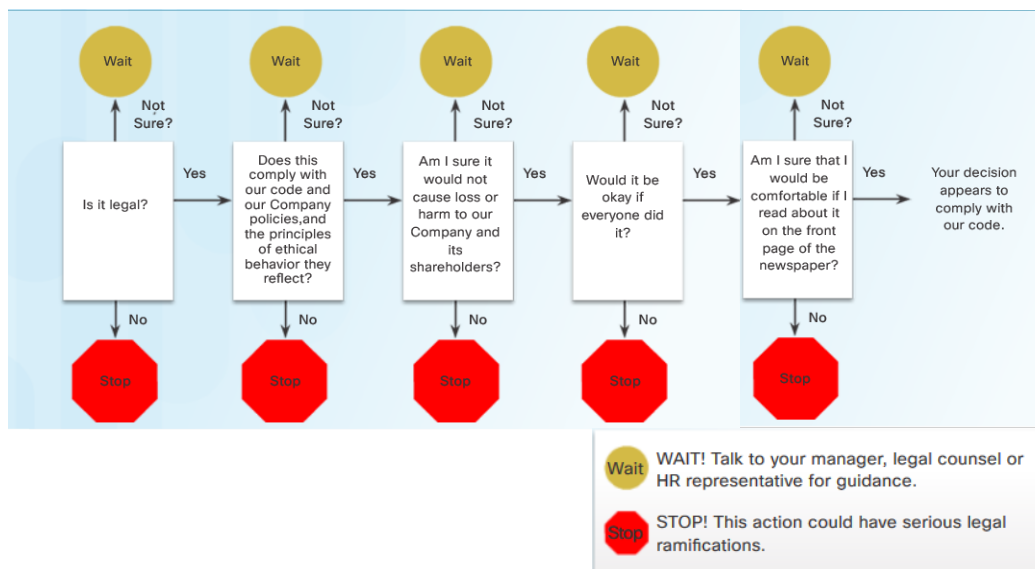 Wait
Wait
Wait
Wait
Wait
Not
Sure?
Not
Sure?
Not
Sure?
Not
Sure?
Not
Sure?
Is it legal?
Yes
Does this
comply with
our code and
our Company
policies,and
the principles
of ethical
behavior they
reflect?
Yes
Am I sure it
would not
cause loss or
harm to our
Company and
its
shareholders?
Yes
Would it be
okay if
everyone did
it?
Yes
Am I sure that I
would be
comfortable if I
read about it
on the front
page of the
newspaper?
Yes
Your decision
appears to
comply with
our code.
No
No
No
No
No
Stop
Stop
Stop
Stop
Stop
Wait
WAIT! Talk to your manager, legal counsel or
HR representative for guidance.
Stop
STOP! This action could have serious legal
ramifications.